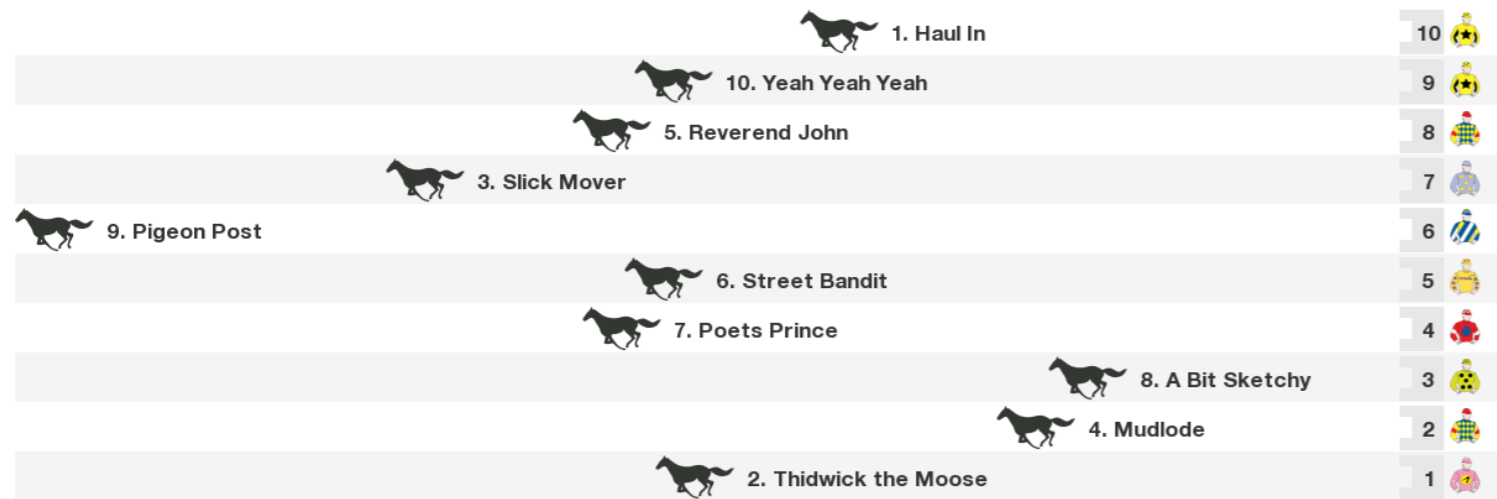 1. Haul In 10
10. Yeah Yeah Yeah 9
5. Reverend John 8
3. Slick Mover 7
9. Pigeon Post 6
6. Street Bandit 5
7. Poets Prince 4
8. A Bit Sketchy 3
4. Mudlode 2
2. Thidwick the Moose 1